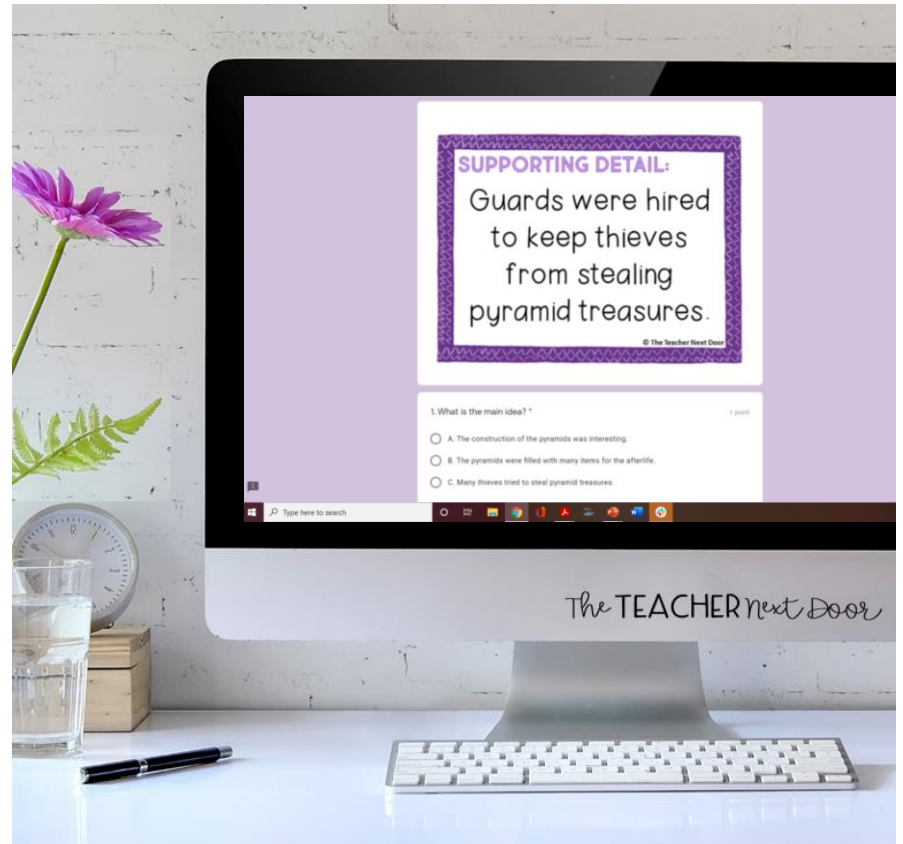 SUPPORTING DETAIL:
Guards were hired
to keep thieves
from stealing
pyramid treasures.
© The Teacher Next Door
1. What is the main idea? *
1 point
A. The construction of the pyramids was interesting.
B. The pyramids were filled with many items for the afterlife.
C. Many thieves tried to steal pyramid treasures.
Type here to search
The TEACHER Next Door